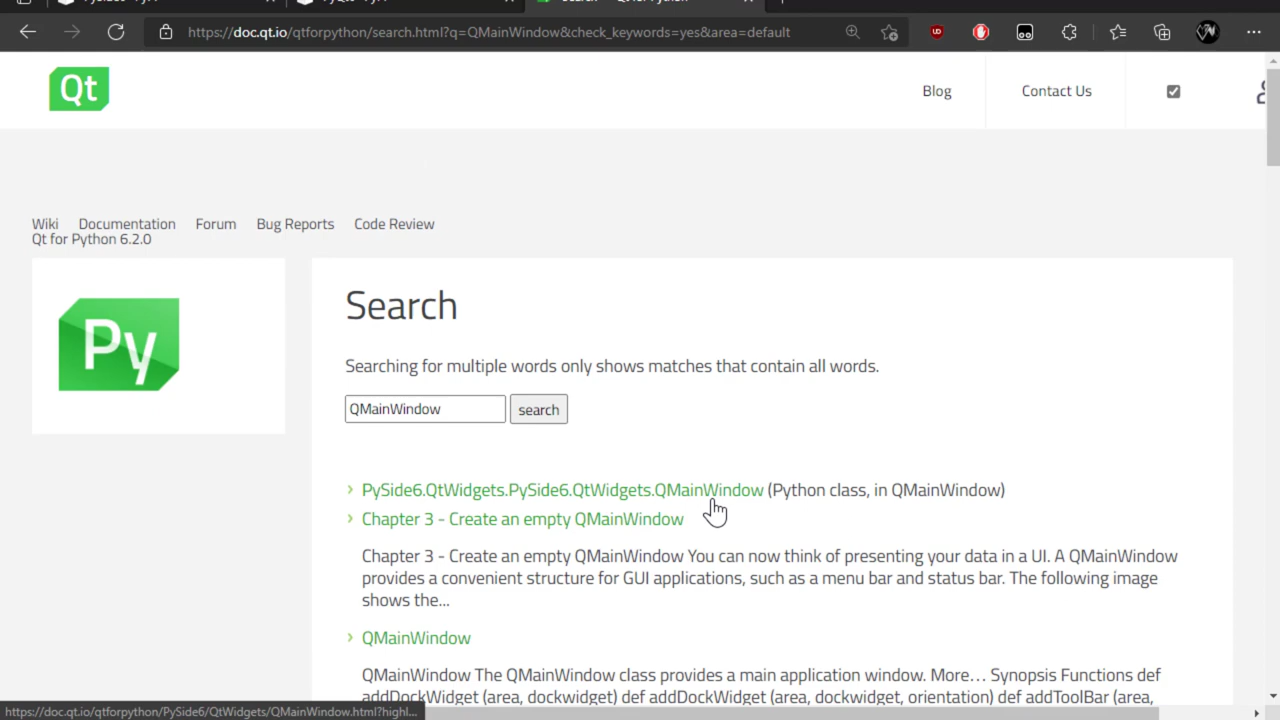 https://doc.qt.io/qtforpython/search.html?q=QMainWindow&check_keywords=yes&area=default
Qt
Blog
Contact Us
Wiki Documentation Forum Bug Reports Code Review
Qt for Python 6.2.0
Py
Search
Searching for multiple words only shows matches that contain all words.
QMainWindow search
PySide6.QtWidgets.PySide6.QtWidgets.QMainWindow (Python class, in QMainWindow)
Chapter 3 - Create an empty QMainWindow
Chapter 3 - Create an empty QMainWindow You can now think of presenting your data in a UI. A QMainWindow
provides a convenient structure for GUI applications, such as a menu bar and status bar. The following image
shows the...
QMainWindow
QMainWindow The QMainWindow class provides a main application window. More… Synopsis Functions def
addDockWidget (area, dockwidget) def addDockWidget (area, dockwidget, orientation) def addToolBar (area,
https://doc.qt.io/qtforpython/PySide6/QtWidgets/QMainWindow.html?highl...